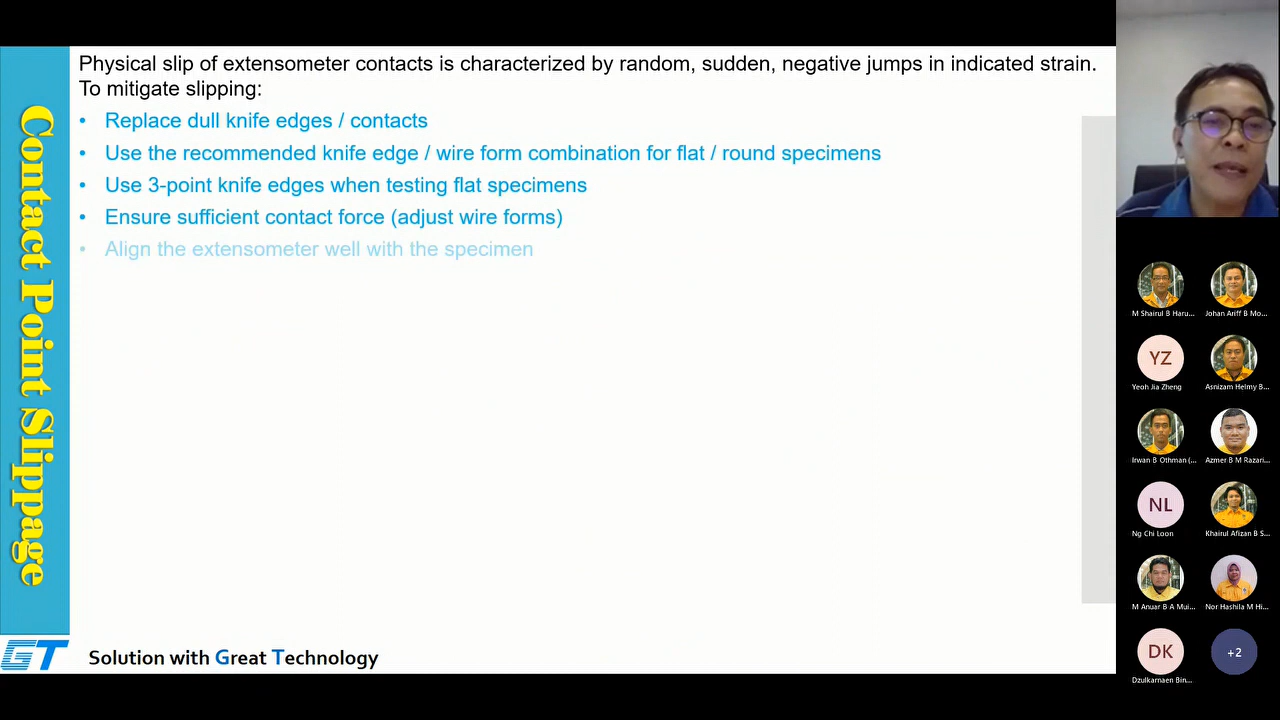 Contact Point Slippage
Physical slip of extensometer contacts is characterized by random, sudden, negative jumps in indicated strain.
To mitigate slipping:
• Replace dull knife edges / contacts
• Use the recommended knife edge / wire form combination for flat / round specimens
• Use 3-point knife edges when testing flat specimens
• Ensure sufficient contact force (adjust wire forms)
• Align the extensometer well with the specimen
GT
Solution with Great Technology
M Shairul B Haru...
Johan Ariff B Mo...
YZ
Yeoh Jia Zheng
Asnizam Helmy B...
Irwan B Othman (...
Azmer B M Razari...
NL
Ng Chi Loon
Khairul Afizan B S...
M Anuar B A Mui...
Nor Hashila M Hi...
DK
Dzulkarnaen Bin...
+2